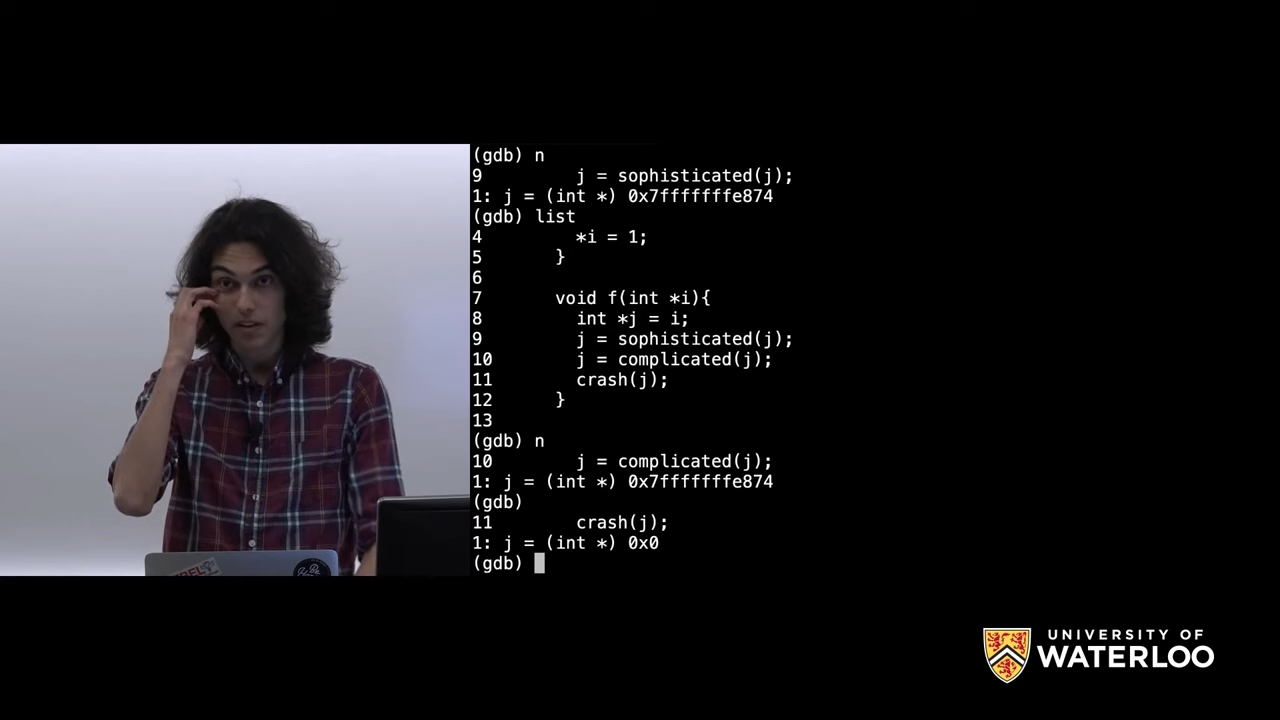 (gdb) n
9         j = sophisticated(j);
1: j = (int *) 0x7fffffffe874
(gdb) list
4         *i = 1;
5       }
6
7       void f(int *i){
8         int *j = i;
9         j = sophisticated(j);
10        j = complicated(j);
11        crash(j);
12      }
13
(gdb) n
10        j = complicated(j);
1: j = (int *) 0x7fffffffe874
(gdb)
11        crash(j);
1: j = (int *) 0x0
(gdb)
UNIVERSITY OF
WATERLOO